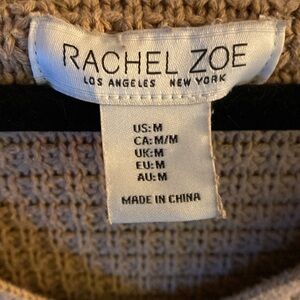 RACHEL ZOE
LOS ANGELES NEW YORK
US: M
CA: M/M
UK: M
EU: M
AU: M
MADE IN CHINA